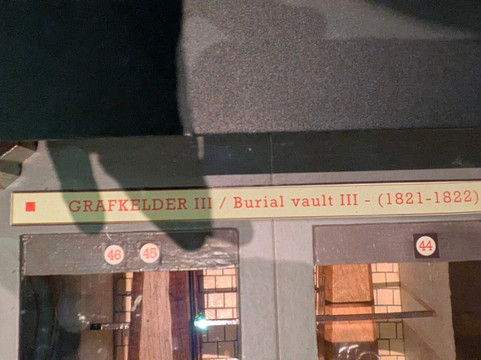 GRAFKELDER III / Burial vault III - (1821-1822)
46 45 44